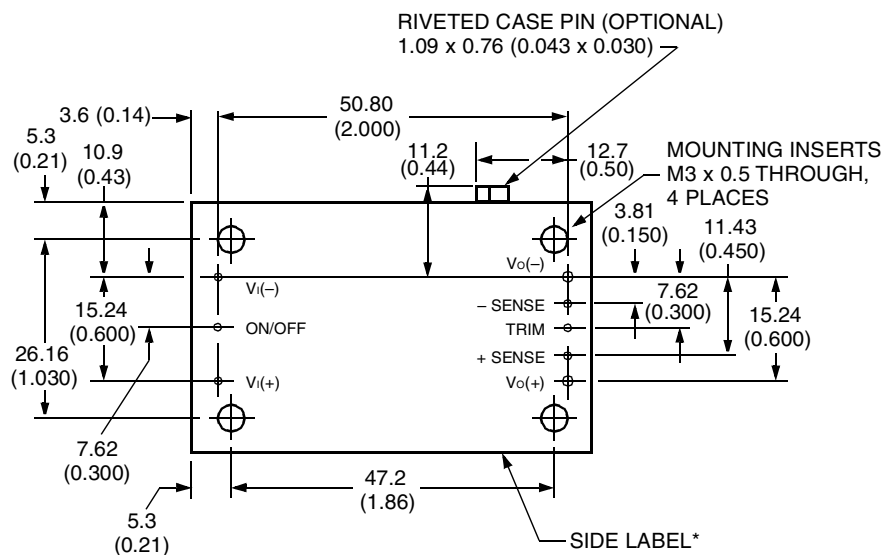 RIVETED CASE PIN (OPTIONAL)
1.09 x 0.76 (0.043 x 0.030)
3.6 (0.14)
50.80
(2.000)
5.3
(0.21)
10.9
(0.43)
11.2
(0.44)
12.7
(0.50)
MOUNTING INSERTS
M3 x 0.5 THROUGH,
4 PLACES
3.81
(0.150)
11.43
(0.450)
VO(–)
VI(–)
– SENSE
7.62
(0.300)
15.24
(0.600)
ON/OFF
TRIM
15.24
(0.600)
+ SENSE
26.16
(1.030)
VI(+)
VO(+)
7.62
(0.300)
47.2
(1.86)
5.3
(0.21)
SIDE LABEL*